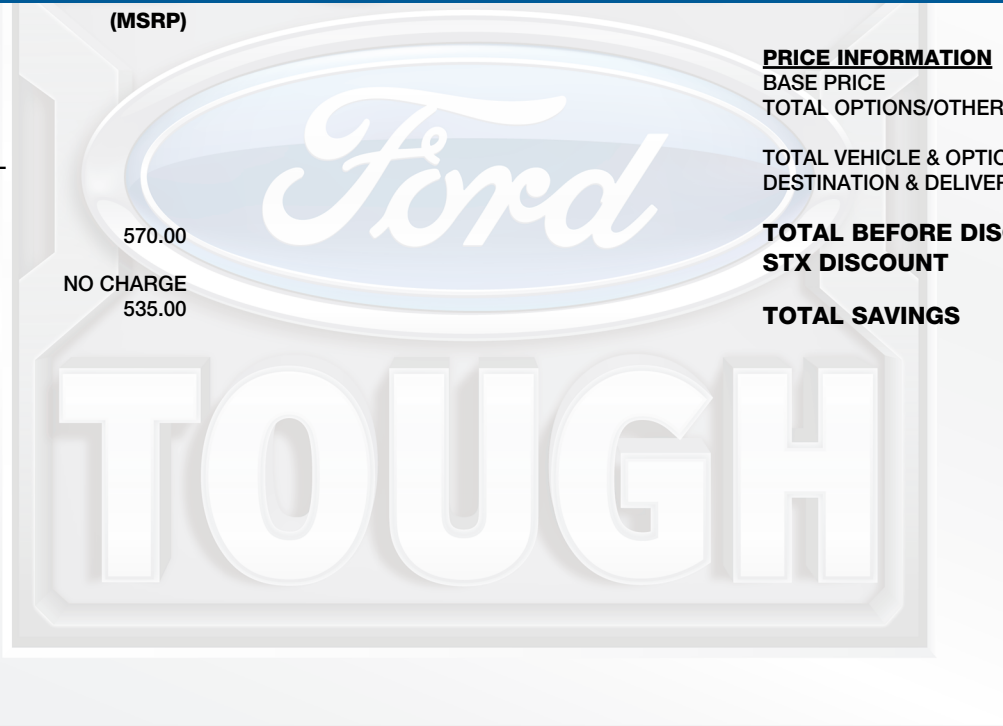 (MSRP)
570.00
NO CHARGE
535.00
PRICE INFORMATION
BASE PRICE
TOTAL OPTIONS/OTHER
TOTAL VEHICLE & OPTIO
DESTINATION & DELIVER
TOTAL BEFORE DISC
STX DISCOUNT
TOTAL SAVINGS
Ford
TOUGH